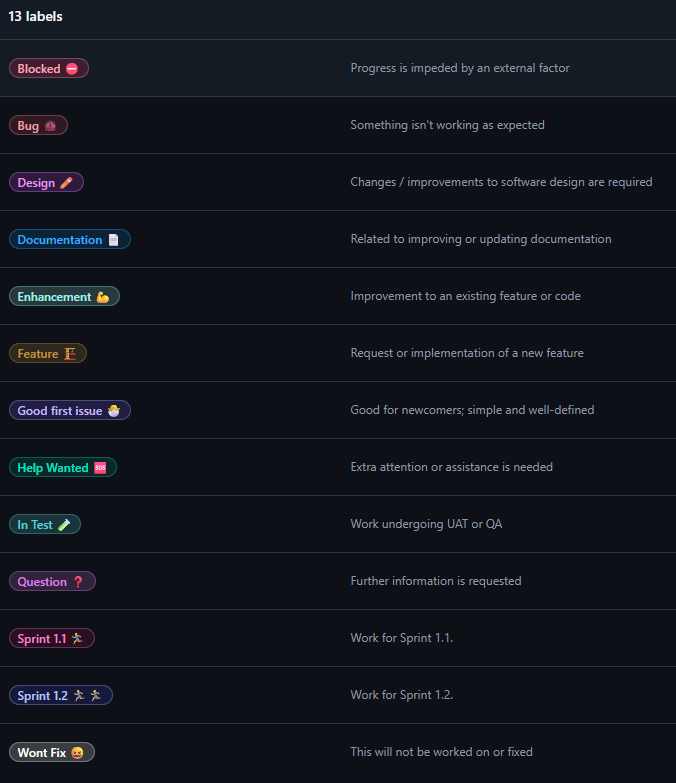 13 labels
Blocked ⛔ Progress is impeded by an external factor
Bug 🐞 Something isn't working as expected
Design 🖍️ Changes / improvements to software design are required
Documentation 📄 Related to improving or updating documentation
Enhancement 💪 Improvement to an existing feature or code
Feature 🏗️ Request or implementation of a new feature
Good first issue 🐣 Good for newcomers; simple and well-defined
Help Wanted 🆘 Extra attention or assistance is needed
In Test 🧪 Work undergoing UAT or QA
Question ❓ Further information is requested
Sprint 1.1 🏃 Work for Sprint 1.1.
Sprint 1.2 🏃🏃 Work for Sprint 1.2.
Wont Fix 😝 This will not be worked on or fixed